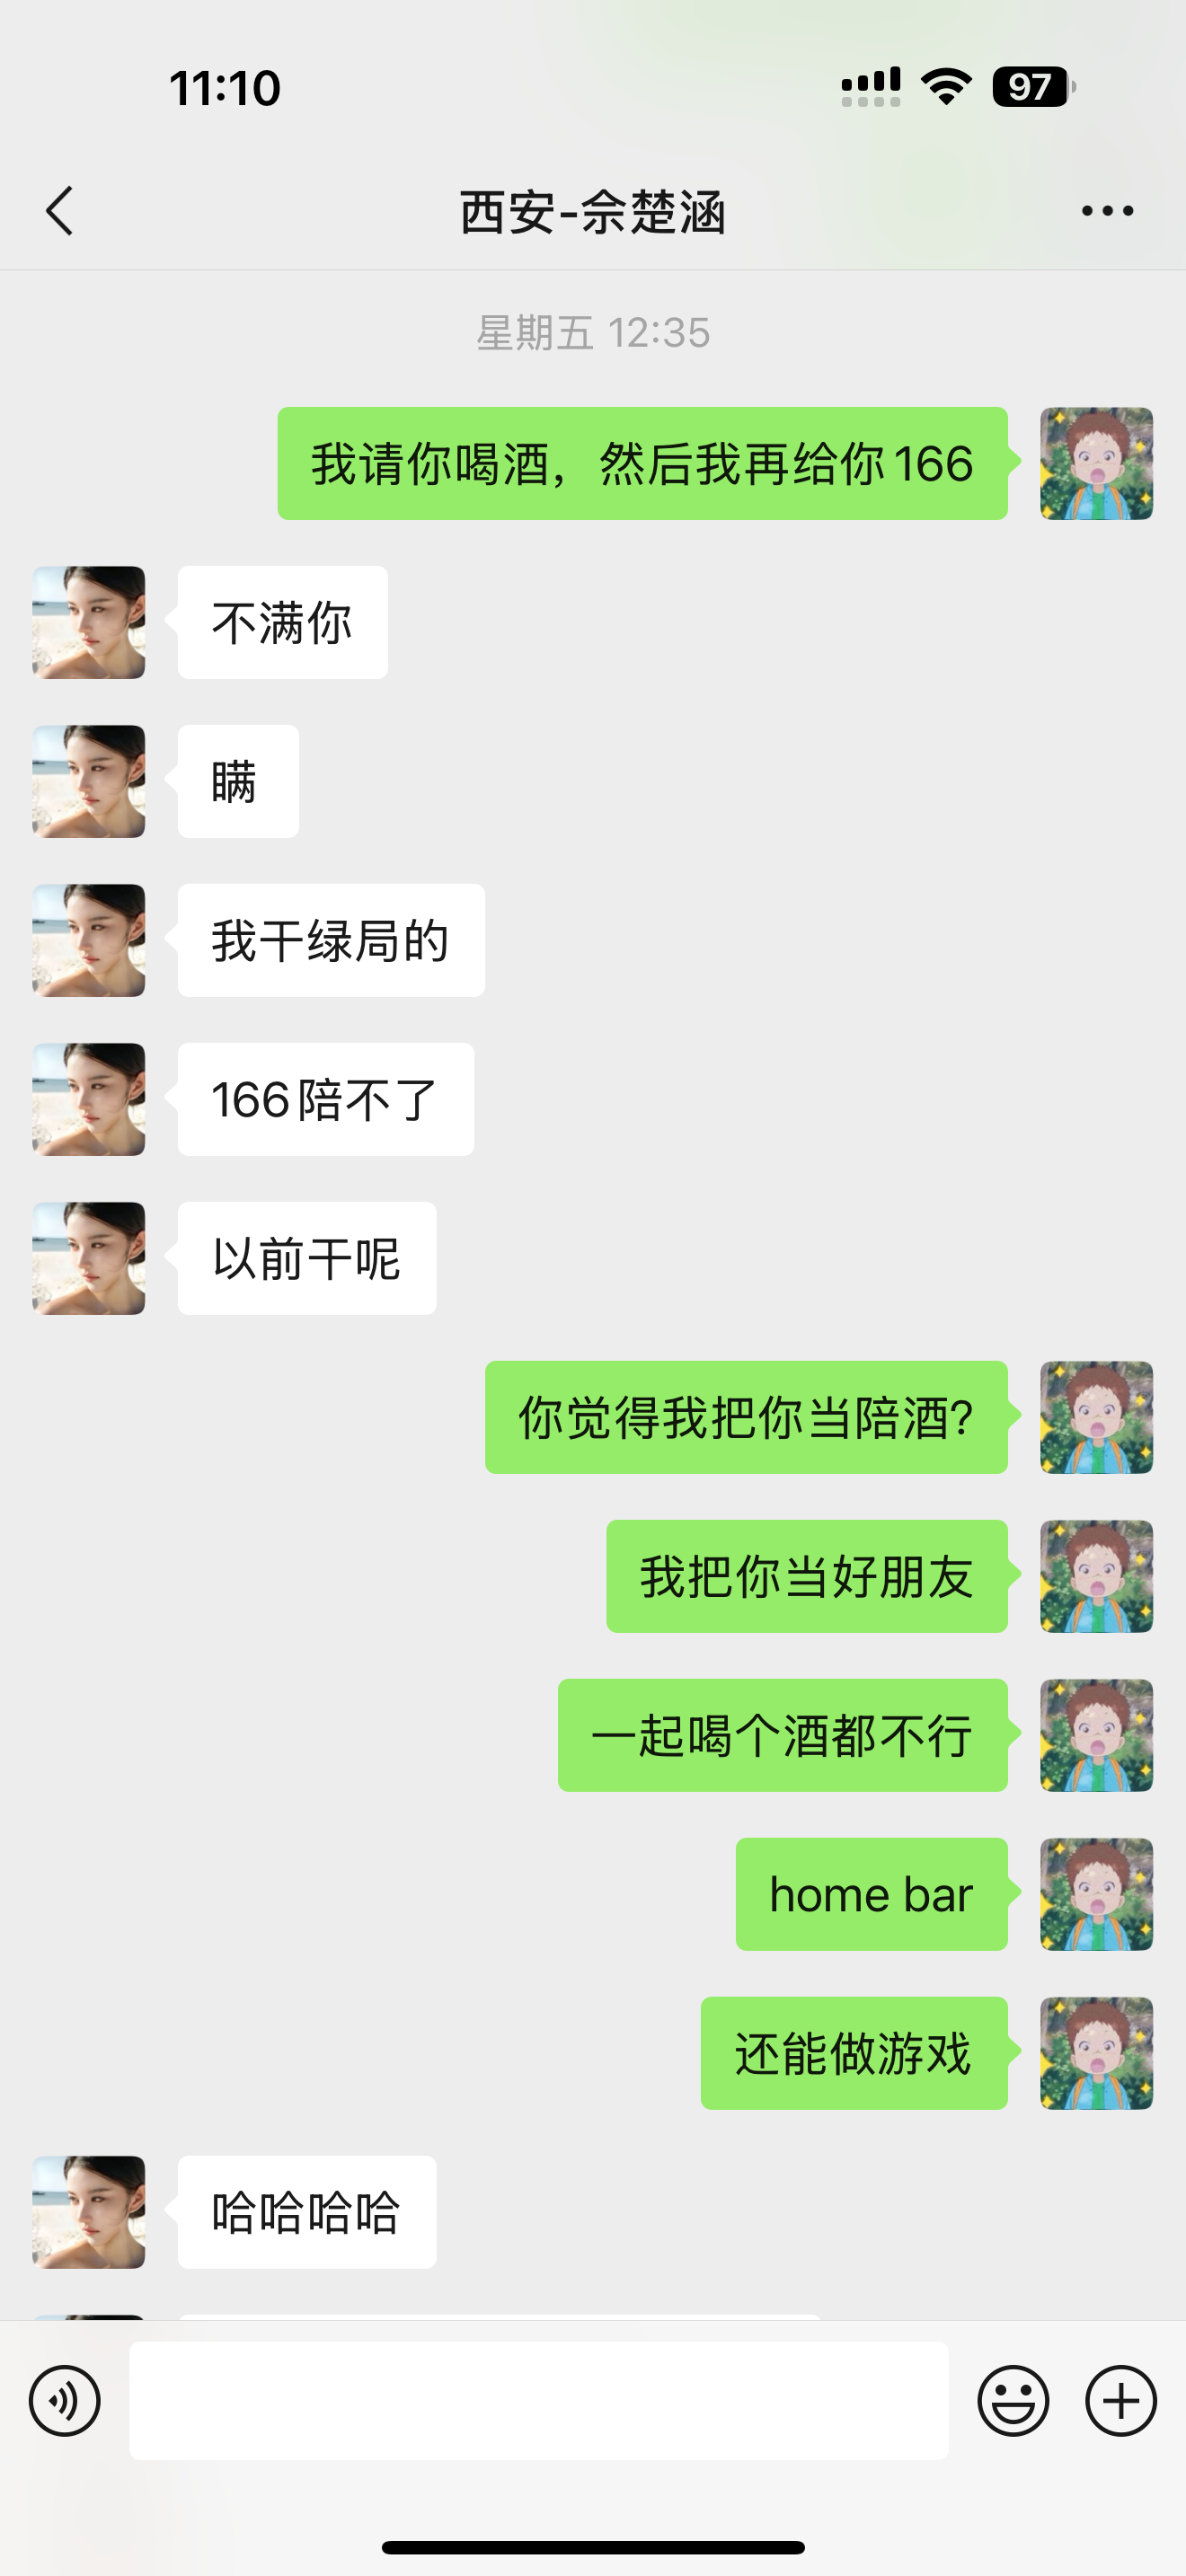 11:10
97
西安-佘楚涵
星期五 12:35
我请你喝酒，然后我再给你166
不满你
瞒
我干绿局的
166陪不了
以前干呢
你觉得我把你当陪酒?
我把你当好朋友
一起喝个酒都不行
home bar
还能做游戏
哈哈哈哈